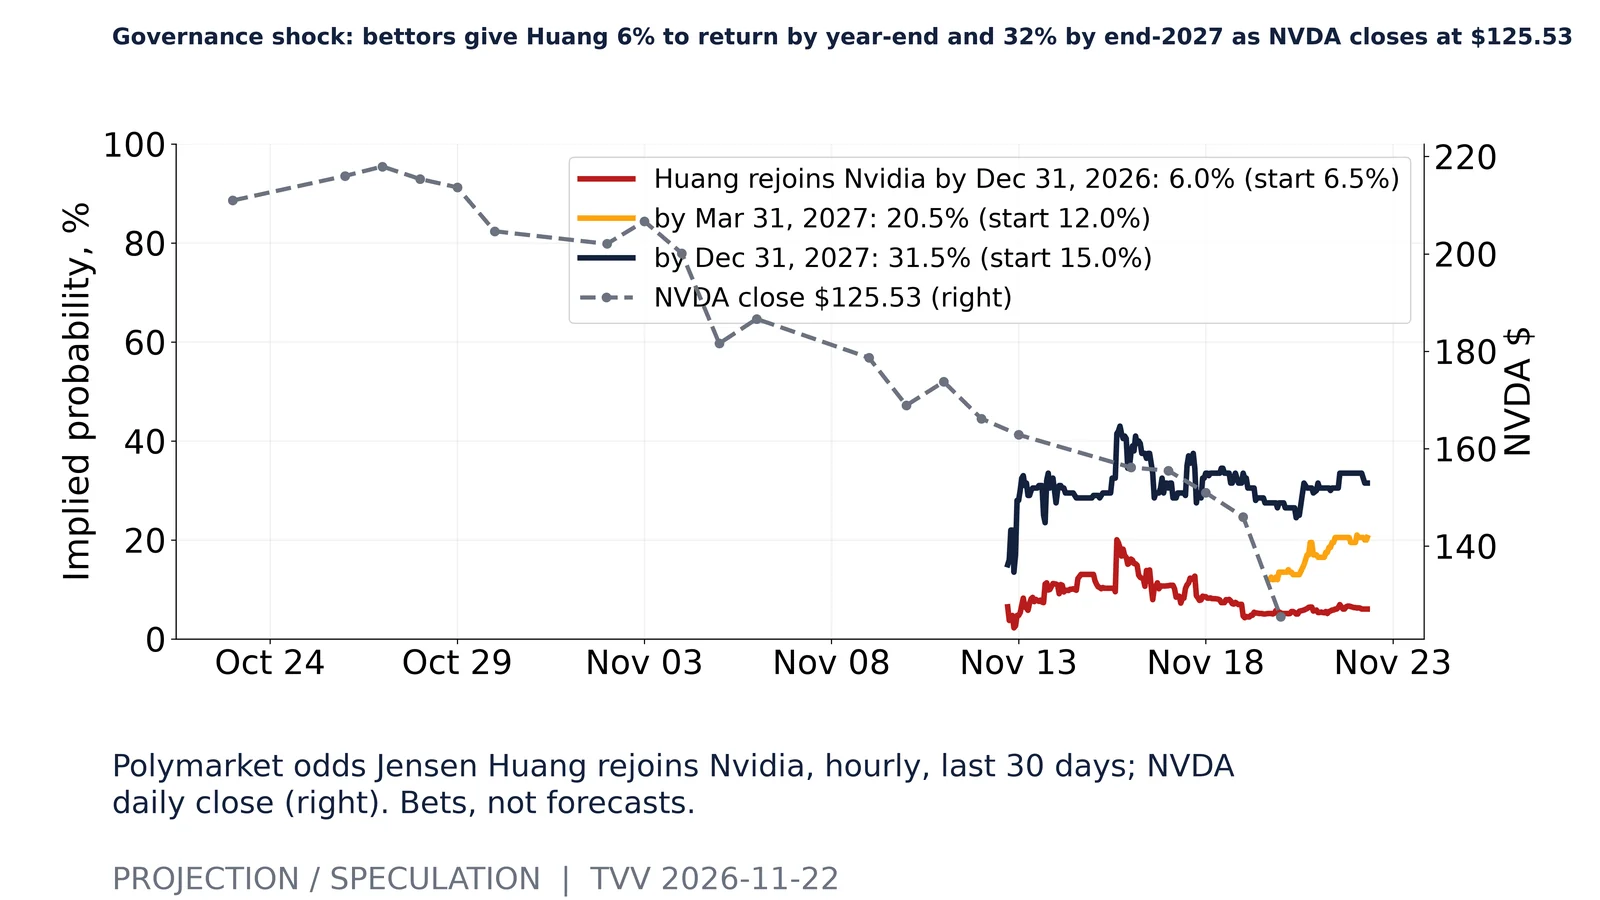 Governance shock: bettors give Huang 6% to return by year-end and 32% by end-2027 as NVDA closes at $125.53
100
80
60
40
20
0
Implied probability, %
Huang rejoins Nvidia by Dec 31, 2026: 6.0% (start 6.5%)
by Mar 31, 2027: 20.5% (start 12.0%)
by Dec 31, 2027: 31.5% (start 15.0%)
NVDA close $125.53 (right)
220
200
180
160
140
NVDA $
Oct 24 Oct 29 Nov 03 Nov 08 Nov 13 Nov 18 Nov 23
Polymarket odds Jensen Huang rejoins Nvidia, hourly, last 30 days; NVDA
daily close (right). Bets, not forecasts.
PROJECTION / SPECULATION | TVV 2026-11-22